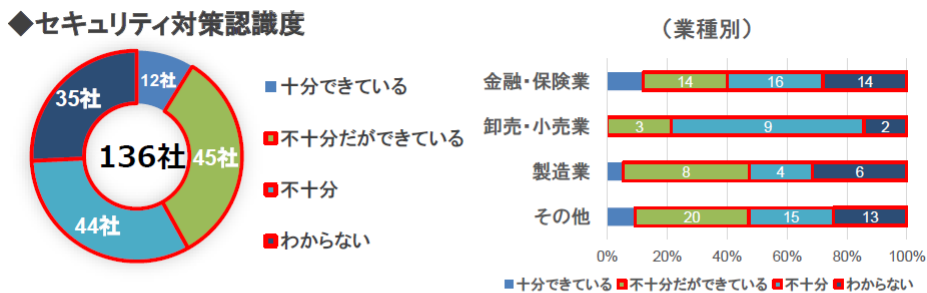 ◆セキュリティ対策認識度
12社
45社
44社
35社
136社
十分できている
不十分だができている
不十分
わからない
（業種別）
金融・保険業 14 16 14
卸売・小売業 3 9 2
製造業 8 4 6
その他 20 15 13
0% 20% 40% 60% 80% 100%
十分できている 不十分だができている 不十分 わからない